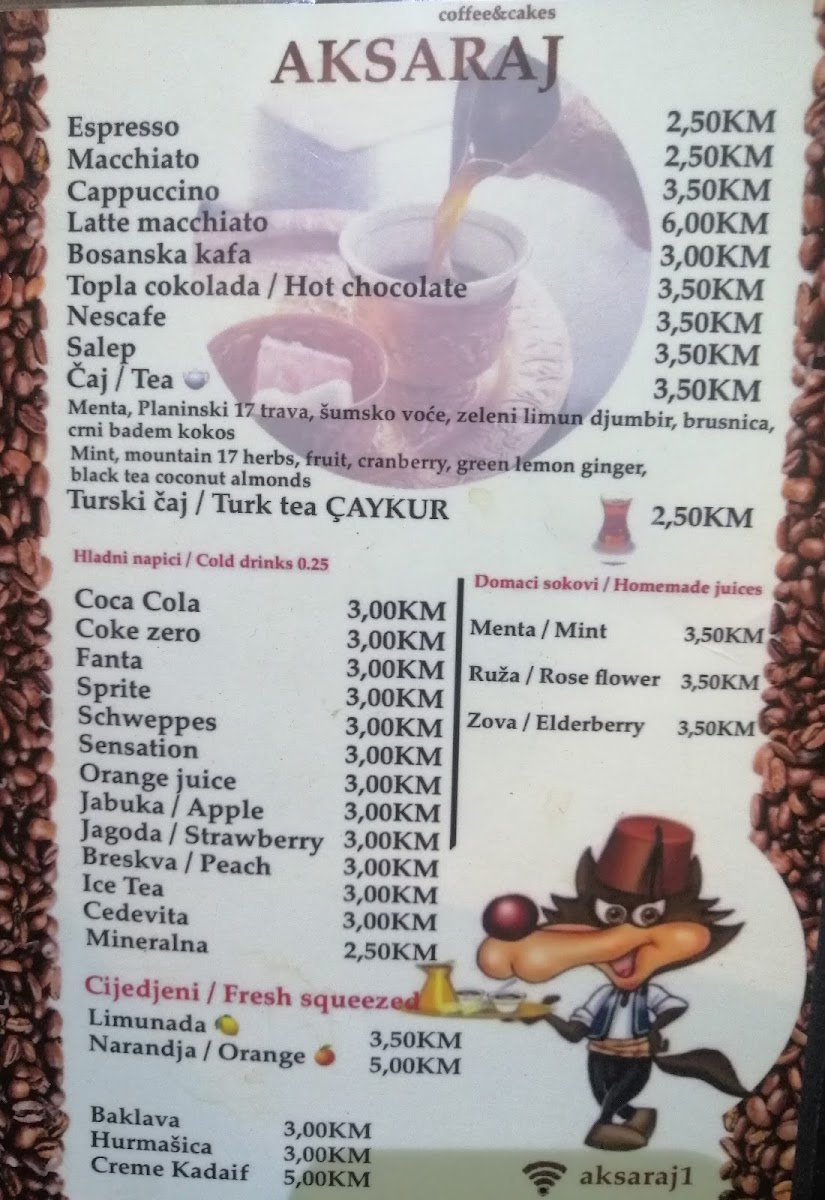 coffee&cakes
AKSARAJ
Espresso 2,50KM
Macchiato 2,50KM
Cappuccino 3,50KM
Latte macchiato 6,00KM
Bosanska kafa 3,00KM
Topla cokolada / Hot chocolate 3,50KM
Nescafe 3,50KM
Salep 3,50KM
Čaj / Tea 3,50KM
Menta, Planinski 17 trava, šumsko voće, zeleni limun djumbir, brusnica,
crni badem kokos
Mint, mountain 17 herbs, fruit, cranberry, green lemon ginger,
black tea coconut almonds
Turski čaj / Turk tea ÇAYKUR 2,50KM
Hladni napici / Cold drinks 0.25
Coca Cola 3,00KM
Coke zero 3,00KM
Fanta 3,00KM
Sprite 3,00KM
Schweppes 3,00KM
Sensation 3,00KM
Orange juice 3,00KM
Jabuka / Apple 3,00KM
Jagoda / Strawberry 3,00KM
Breskva / Peach 3,00KM
Ice Tea 3,00KM
Cedevita 3,00KM
Mineralna 2,50KM
Domaci sokovi / Homemade juices
Menta / Mint 3,50KM
Ruža / Rose flower 3,50KM
Zova / Elderberry 3,50KM
Cijedjeni / Fresh squeezed
Limunada 3,50KM
Narandja / Orange 5,00KM
Baklava 3,00KM
Hurmašica 3,00KM
Creme Kadaif 5,00KM
aksaraj1